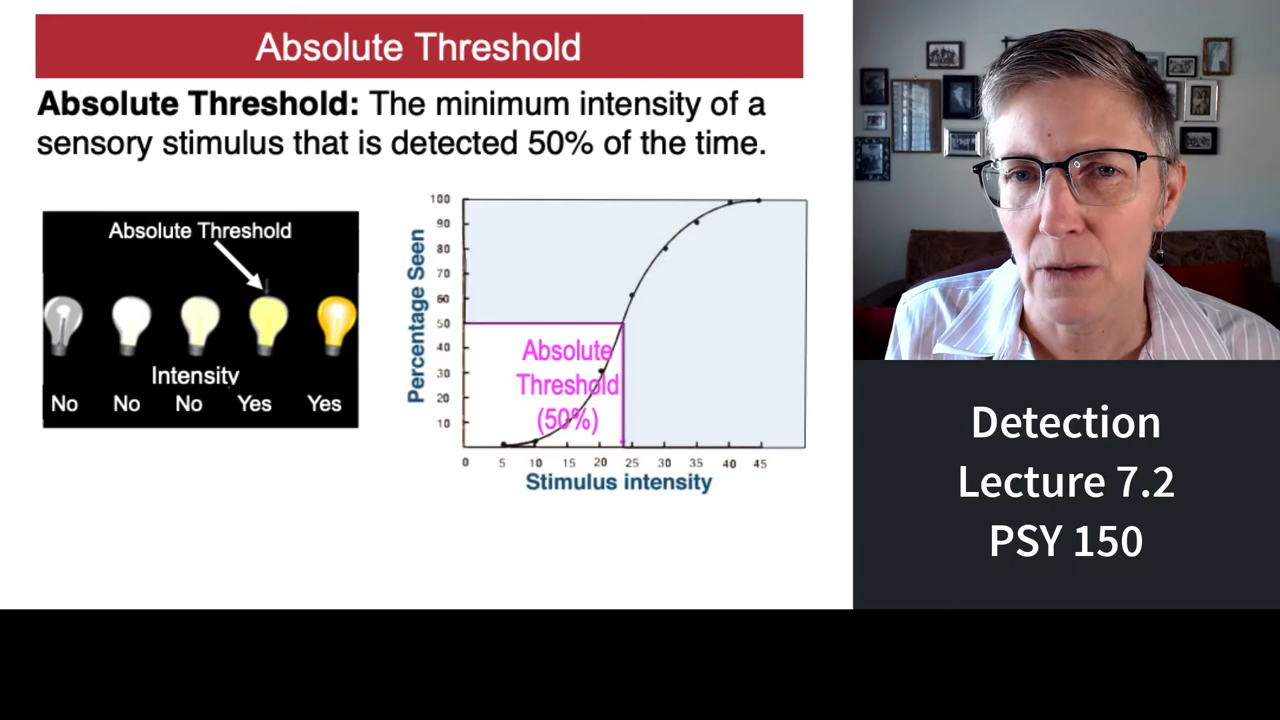 Absolute Threshold
Absolute Threshold: The minimum intensity of a
sensory stimulus that is detected 50% of the time.
Absolute Threshold
Intensity
No No No Yes Yes
Percentage Seen
100
90
80
70
60
50
40
30
20
10
Absolute
Threshold
(50%)
0 5 10 15 20 25 30 35 40 45
Stimulus intensity
Detection
Lecture 7.2
PSY 150